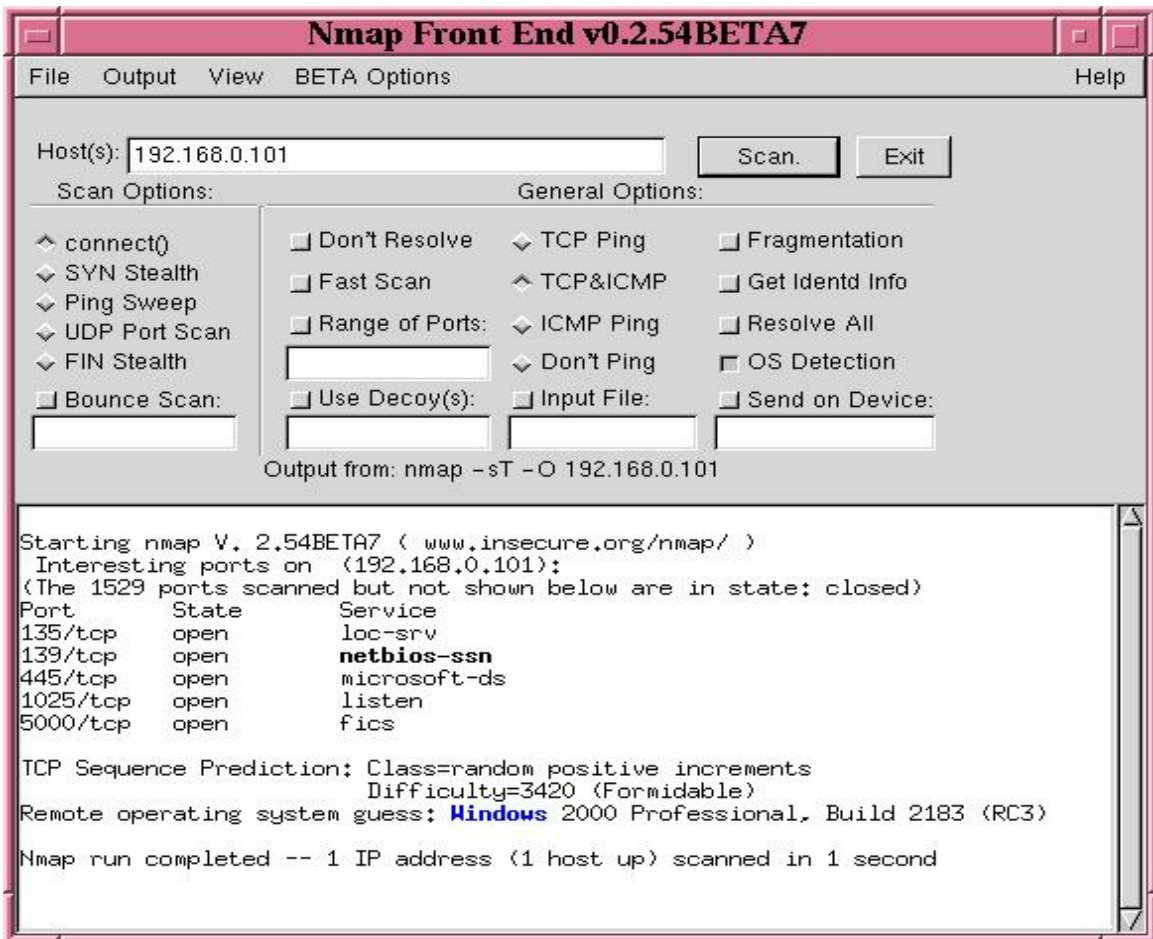 Nmap Front End v0.2.54BETA7
File Output View BETA Options Help
Host(s): 192.168.0.101 Scan. Exit
Scan Options: General Options:
connect() Don't Resolve TCP Ping Fragmentation
SYN Stealth Fast Scan TCP&ICMP Get Identd Info
Ping Sweep Range of Ports: ICMP Ping Resolve All
UDP Port Scan Don't Ping OS Detection
FIN Stealth
Bounce Scan: Use Decoy(s): Input File: Send on Device:
Output from: nmap -sT -O 192.168.0.101
Starting nmap V. 2.54BETA7 ( www.insecure.org/nmap/ )
Interesting ports on (192.168.0.101):
(The 1529 ports scanned but not shown below are in state: closed)
Port State Service
135/tcp open loc-srv
139/tcp open netbios-ssn
445/tcp open microsoft-ds
1025/tcp open listen
5000/tcp open fics
TCP Sequence Prediction: Class=random positive increments
Difficulty=3420 (Formidable)
Remote operating system guess: Windows 2000 Professional, Build 2183 (RC3)
Nmap run completed -- 1 IP address (1 host up) scanned in 1 second